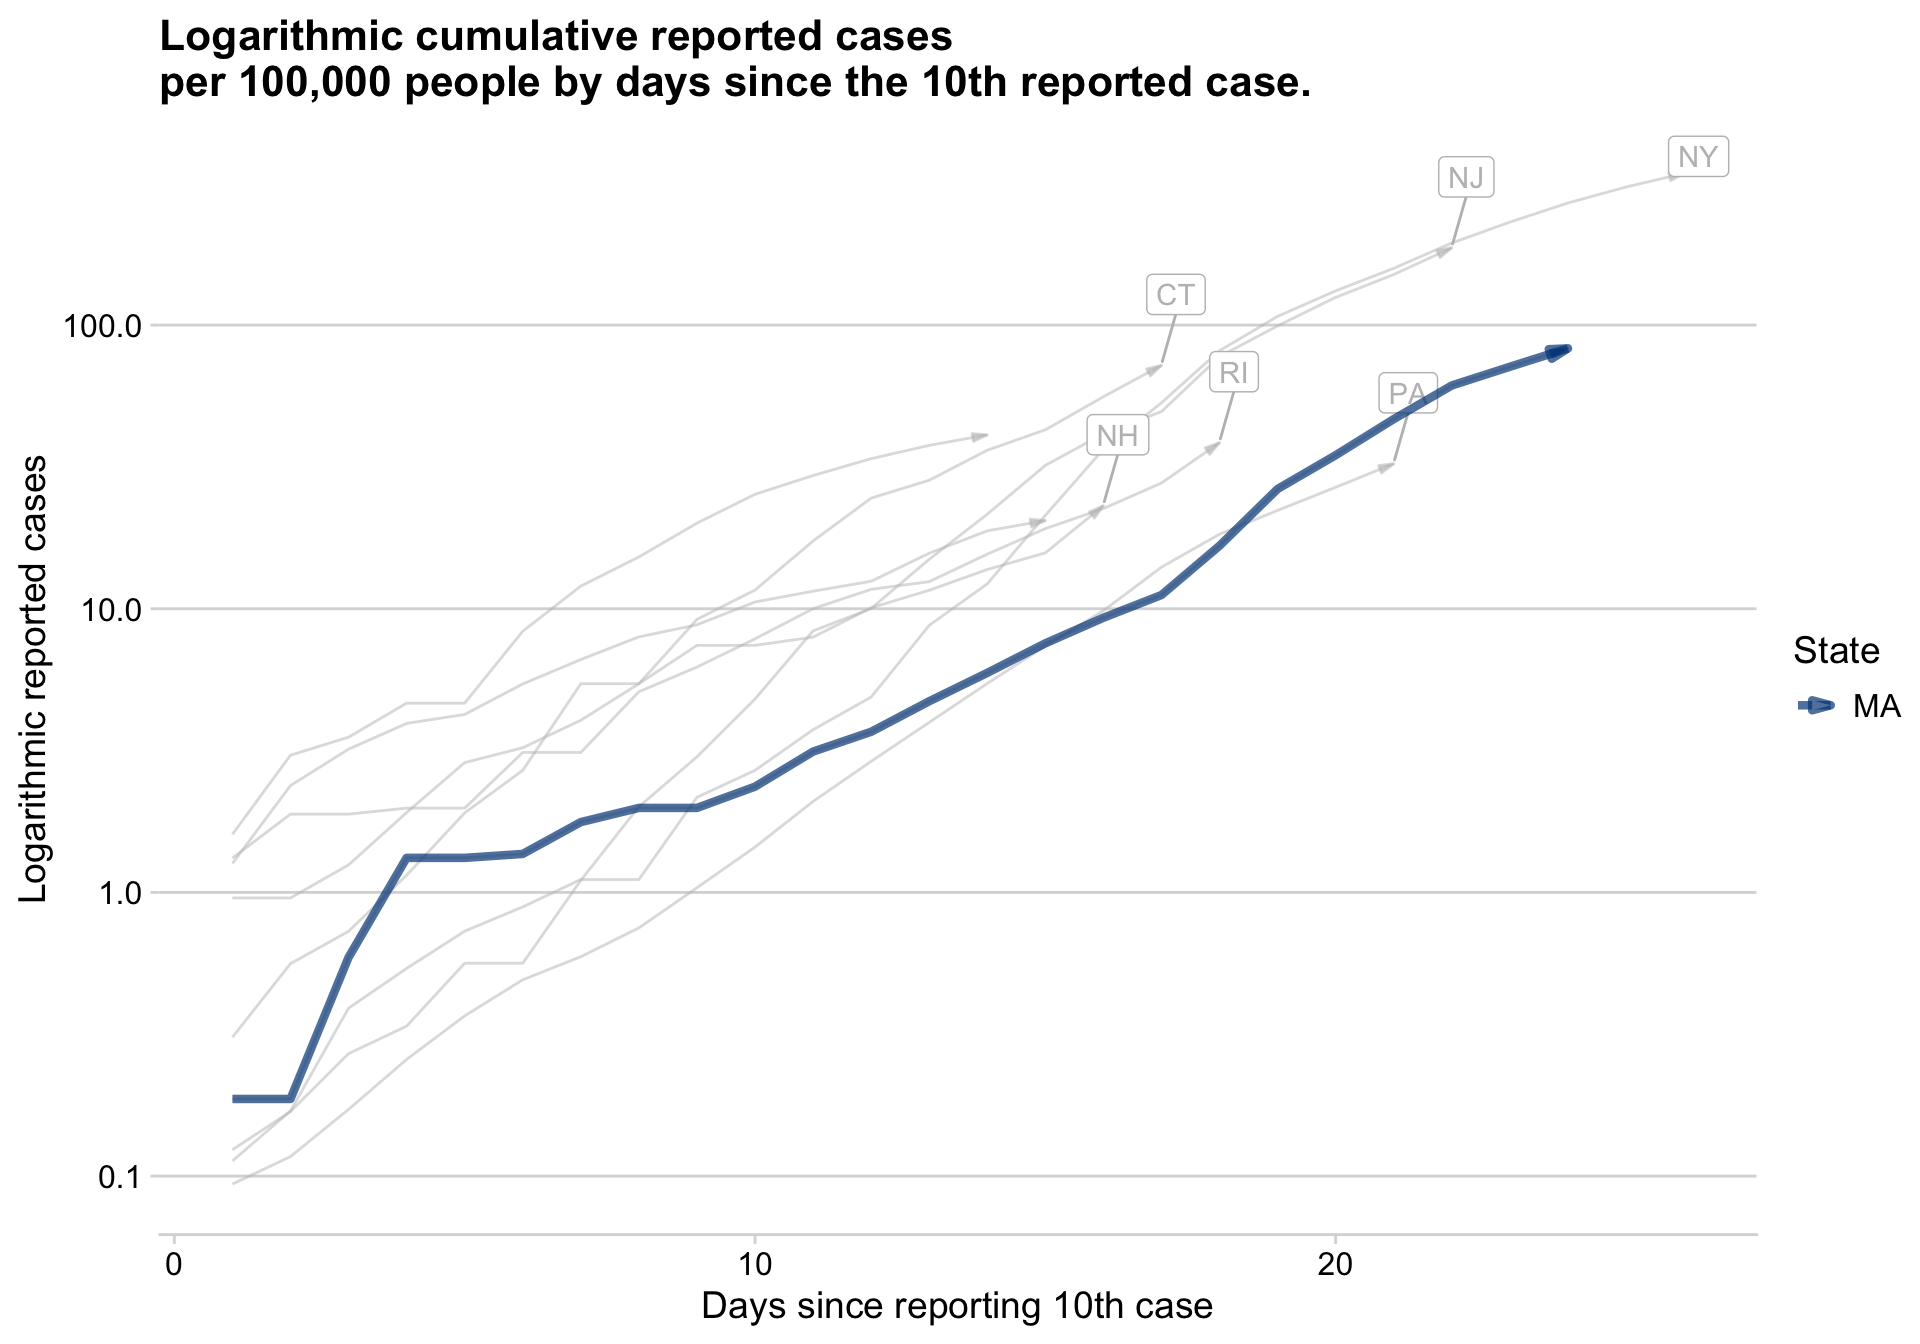 Logarithmic cumulative reported cases
per 100,000 people by days since the 10th reported case.
NY
NJ
CT
100.0
RI
PA
NH
Logarithmic reported cases
10.0
State
MA
1.0
0.1
0
10
20
Days since reporting 10th case